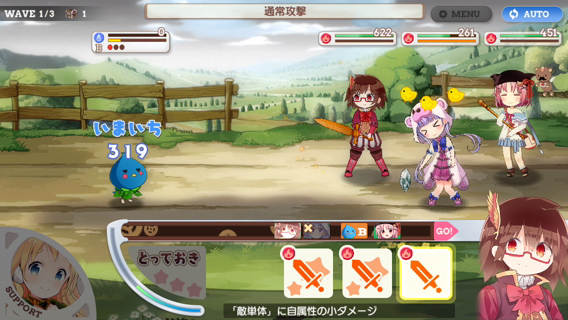 WAVE 1/3
1
通常攻撃
MENU
AUTO
0
B
622
261
451
いまいち
319
B
GO!
とっておき
SUPPORT
「敵単体」に自属性の小ダメージ